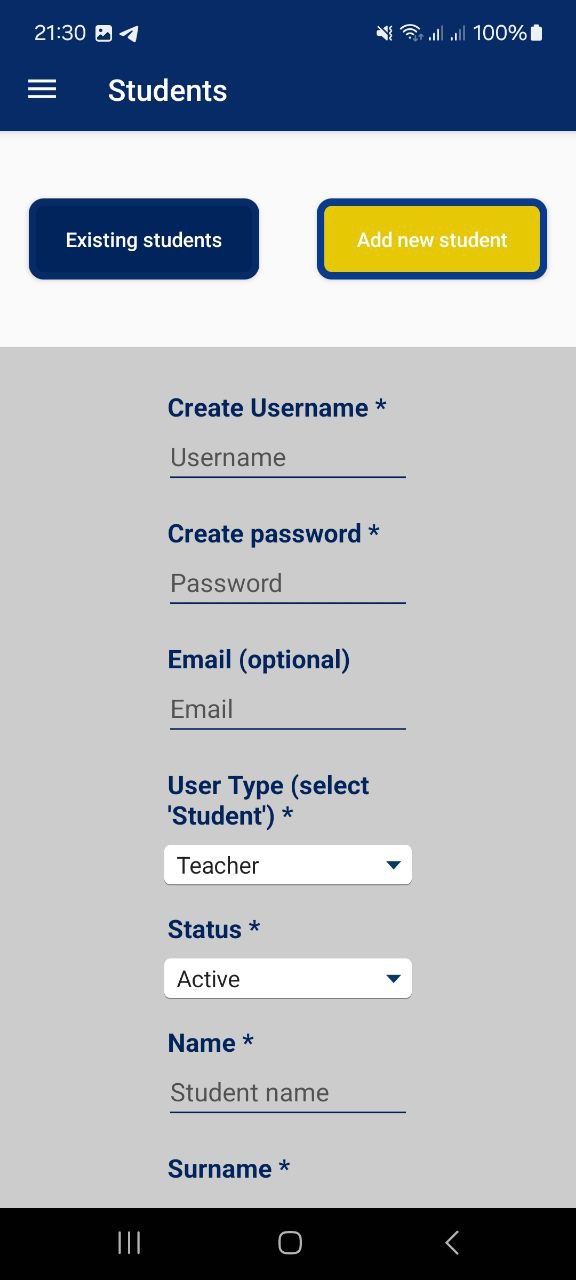 21:30 100%
Students
Existing students
Add new student
Create Username *
Username
Create password *
Password
Email (optional)
Email
User Type (select
'Student') *
Teacher
Status *
Active
Name *
Student name
Surname *